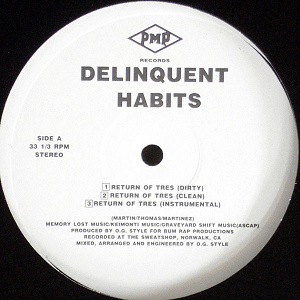 PMP
RECORDS
DELINQUENT
HABITS
SIDE A
33 1/3 RPM
STEREO
1 RETURN OF TRES (DIRTY)
2 RETURN OF TRES (CLEAN)
3 RETURN OF TRES (INSTRUMENTAL)
(MARTIN/THOMAS/MARTINEZ)
MEMORY LOST MUSIC/KEIMONTI MUSIC/GRAVEYARD SHIFT MUSIC(ASCAP)
PRODUCED BY O.G. STYLE FOR BUM RAP PRODUCTIONS
RECORDED AT THE SWEATSHOP, NORWALK, CA
MIXED, ARRANGED AND ENGINEERED BY O.G. STYLE